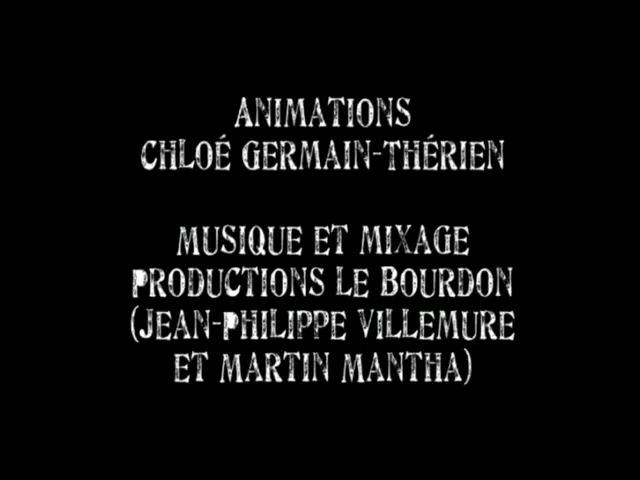 ANIMATIONS
CHLOÉ GERMAIN-THÉRIEN
MUSIQUE ET MIXAGE
PRODUCTIONS LE BOURDON
(JEAN-PHILIPPE VILLEMURE
ET MARTIN MANTHA)